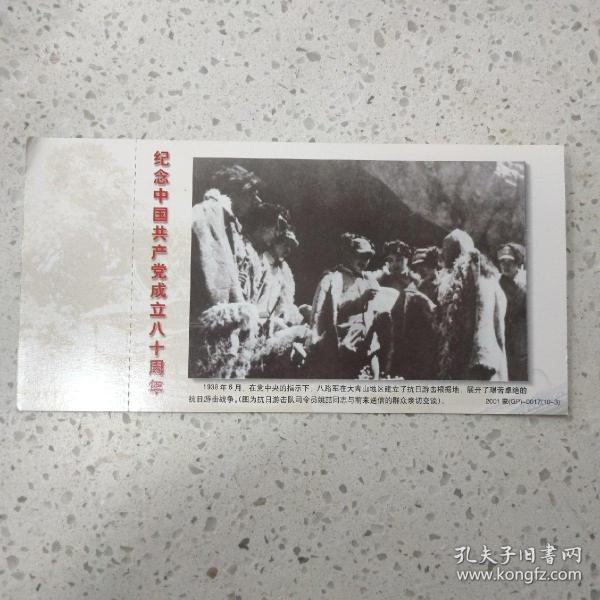 纪念中国共产党成立八十周年
1938年6月，在党中央的指示下，八路军在大青山地区建立了抗日游击根据地，展开了艰苦卓绝的
抗日游击战争。(图为抗日游击队司令员姚喆同志与前来送信的群众亲切交谈)。
2001 蒙(GP)-0017(10-3)
孔夫子旧书网
www.kongfz.com